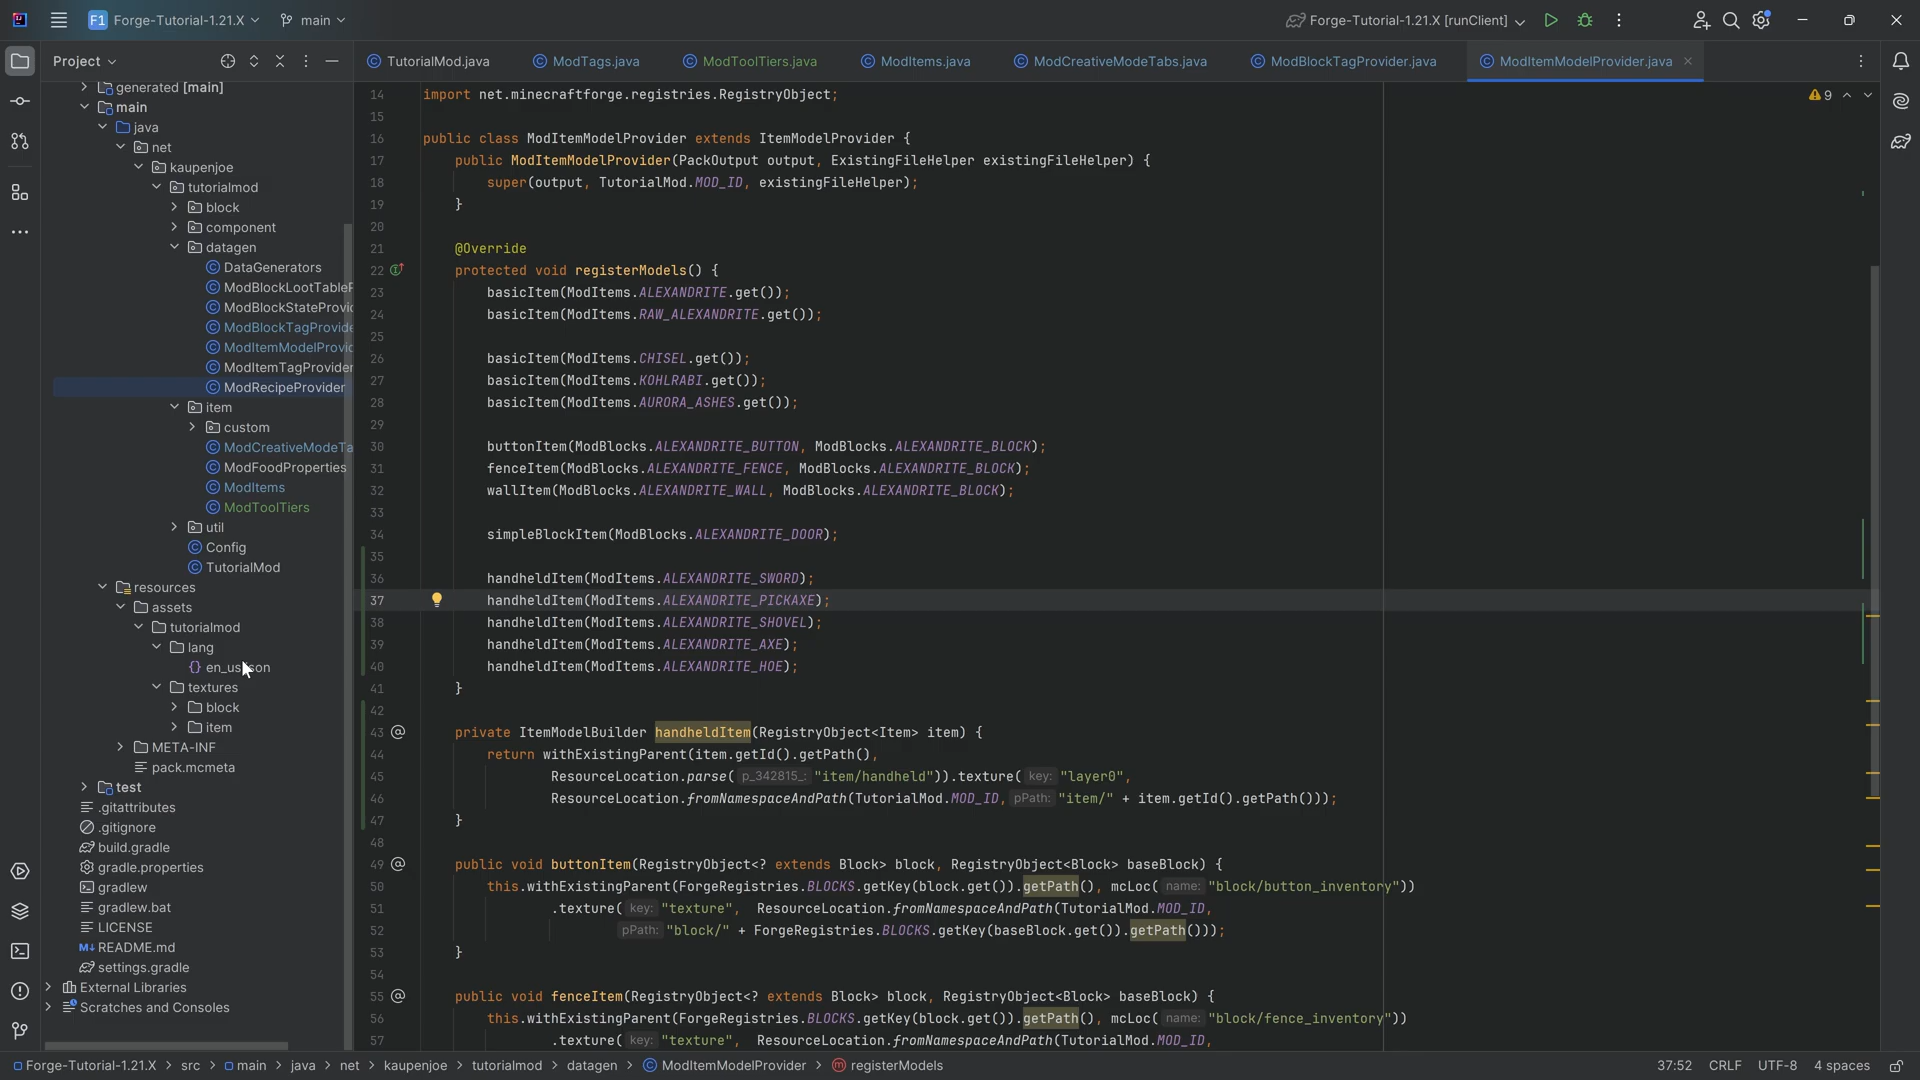 F1 Forge-Tutorial-1.21.X main Forge-Tutorial-1.21.X [runClient]
Project
TutorialMod.java ModTags.java ModToolTiers.java ModItems.java ModCreativeModeTabs.java ModBlockTagProvider.java ModItemModelProvider.java
generated [main]
main
java
net
kaupenjoe
tutorialmod
block
component
datagen
DataGenerators
ModBlockLootTableP
ModBlockStateProvid
ModBlockTagProvide
ModItemModelProvid
ModItemTagProvider
ModRecipeProvider
item
custom
ModCreativeModeTa
ModFoodProperties
ModItems
ModToolTiers
util
Config
TutorialMod
resources
assets
tutorialmod
lang
textures
block
item
META-INF
pack.mcmeta
test
.gitattributes
.gitignore
build.gradle
gradle.properties
gradlew
gradlew.bat
LICENSE
README.md
settings.gradle
External Libraries
Scratches and Consoles
14 import net.minecraftforge.registries.RegistryObject;
15
16 public class ModItemModelProvider extends ItemModelProvider {
17 public ModItemModelProvider(PackOutput output, ExistingFileHelper existingFileHelper) {
18 super(output, TutorialMod.MOD_ID, existingFileHelper);
19 }
20
21 @Override
22 protected void registerModels() {
23 basicItem(ModItems.ALEXANDRITE.get());
24 basicItem(ModItems.RAW_ALEXANDRITE.get());
25
26 basicItem(ModItems.CHISEL.get());
27 basicItem(ModItems.KOHLRABI.get());
28 basicItem(ModItems.AURORA_ASHES.get());
29
30 buttonItem(ModBlocks.ALEXANDRITE_BUTTON, ModBlocks.ALEXANDRITE_BLOCK);
31 fenceItem(ModBlocks.ALEXANDRITE_FENCE, ModBlocks.ALEXANDRITE_BLOCK);
32 wallItem(ModBlocks.ALEXANDRITE_WALL, ModBlocks.ALEXANDRITE_BLOCK);
33
34 simpleBlockItem(ModBlocks.ALEXANDRITE_DOOR);
35
36 handheldItem(ModItems.ALEXANDRITE_SWORD);
37 handheldItem(ModItems.ALEXANDRITE_PICKAXE);
38 handheldItem(ModItems.ALEXANDRITE_SHOVEL);
39 handheldItem(ModItems.ALEXANDRITE_AXE);
40 handheldItem(ModItems.ALEXANDRITE_HOE);
41 }
42
43 private ItemModelBuilder handheldItem(RegistryObject<Item> item) {
44 return withExistingParent(item.getId().getPath(),
45 ResourceLocation.parse( p_342815_: "item/handheld")).texture( key: "layer0",
46 ResourceLocation.fromNamespaceAndPath(TutorialMod.MOD_ID, pPath: "item/" + item.getId().getPath()));
47 }
48
49 public void buttonItem(RegistryObject<? extends Block> block, RegistryObject<Block> baseBlock) {
50 this.withExistingParent(ForgeRegistries.BLOCKS.getKey(block.get()).getPath(), mcLoc( name: "block/button_inventory"))
51 .texture( key: "texture", ResourceLocation.fromNamespaceAndPath(TutorialMod.MOD_ID,
52 pPath: "block/" + ForgeRegistries.BLOCKS.getKey(baseBlock.get()).getPath()));
53 }
54
55 public void fenceItem(RegistryObject<? extends Block> block, RegistryObject<Block> baseBlock) {
56 this.withExistingParent(ForgeRegistries.BLOCKS.getKey(block.get()).getPath(), mcLoc( name: "block/fence_inventory"))
57 .texture( key: "texture", ResourceLocation.fromNamespaceAndPath(TutorialMod.MOD_ID,
9
Forge-Tutorial-1.21.X > src > main > java > net > kaupenjoe > tutorialmod > datagen > ModItemModelProvider > registerModels 37:52 CRLF UTF-8 4 spaces